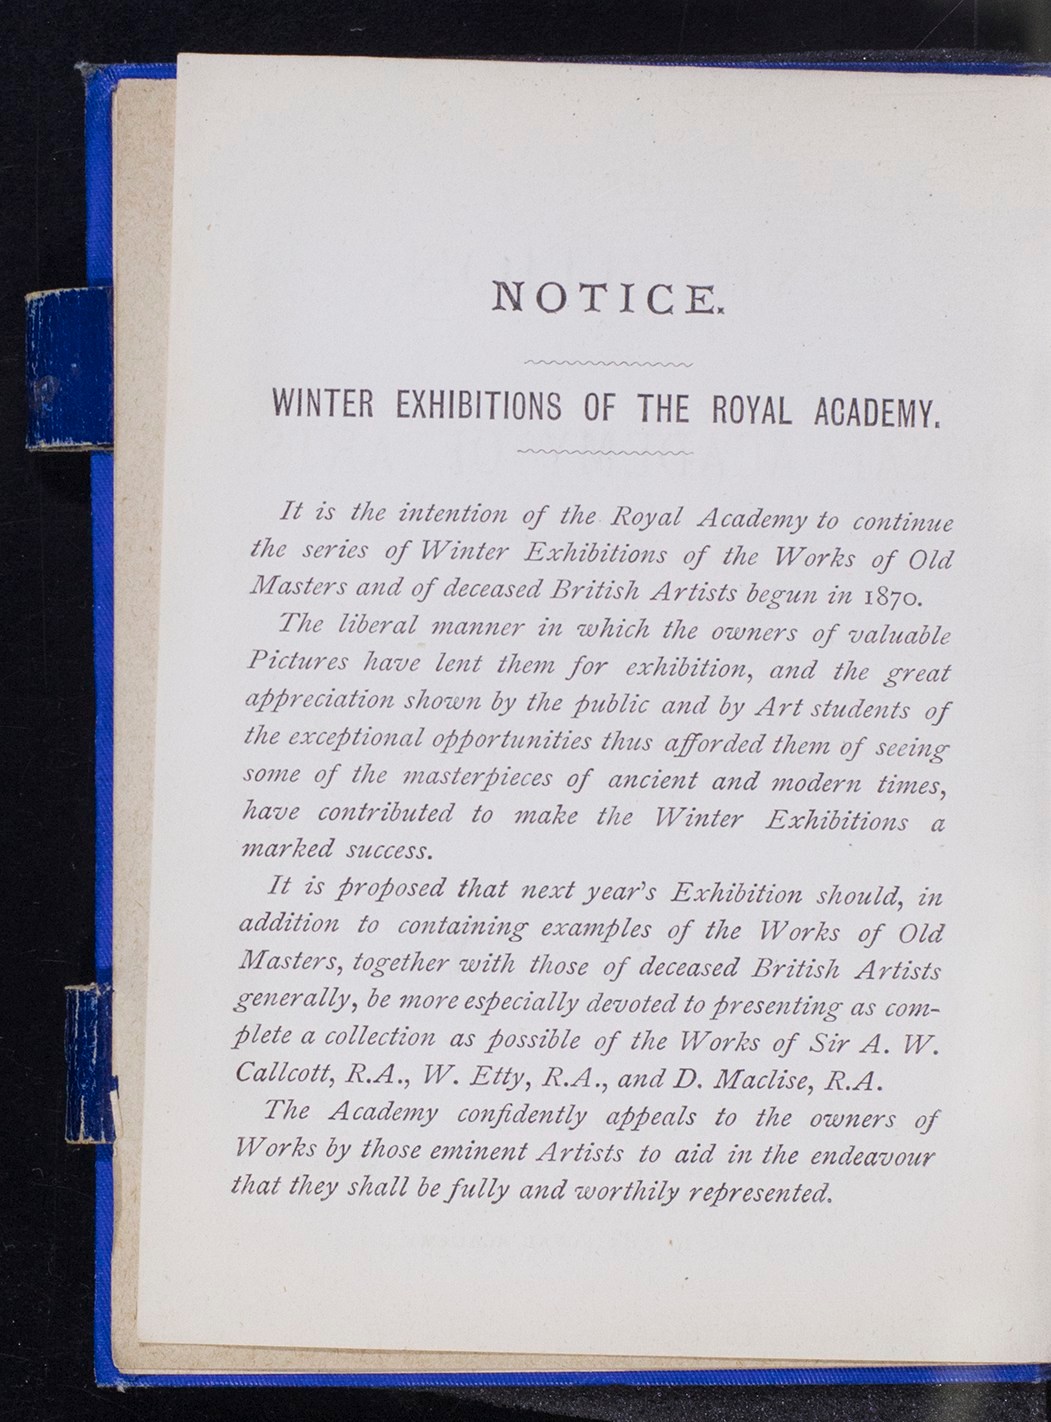 NOTICE.
WINTER EXHIBITIONS OF THE ROYAL ACADEMY.
It is the intention of the Royal Academy to continue
the series of Winter Exhibitions of the Works of Old
Masters and of deceased British Artists begun in 1870.
The liberal manner in which the owners of valuable
Pictures have lent them for exhibition, and the great
appreciation shown by the public and by Art students of
the exceptional opportunities thus afforded them of seeing
some of the masterpieces of ancient and modern times,
have contributed to make the Winter Exhibitions a
marked success.
It is proposed that next year's Exhibition should, in
addition to containing examples of the Works of Old
Masters, together with those of deceased British Artists
generally, be more especially devoted to presenting as com-
plete a collection as possible of the Works of Sir A. W.
Callcott, R.A., W. Etty, R.A., and D. Maclise, R.A.
The Academy confidently appeals to the owners of
Works by those eminent Artists to aid in the endeavour
that they shall be fully and worthily represented.